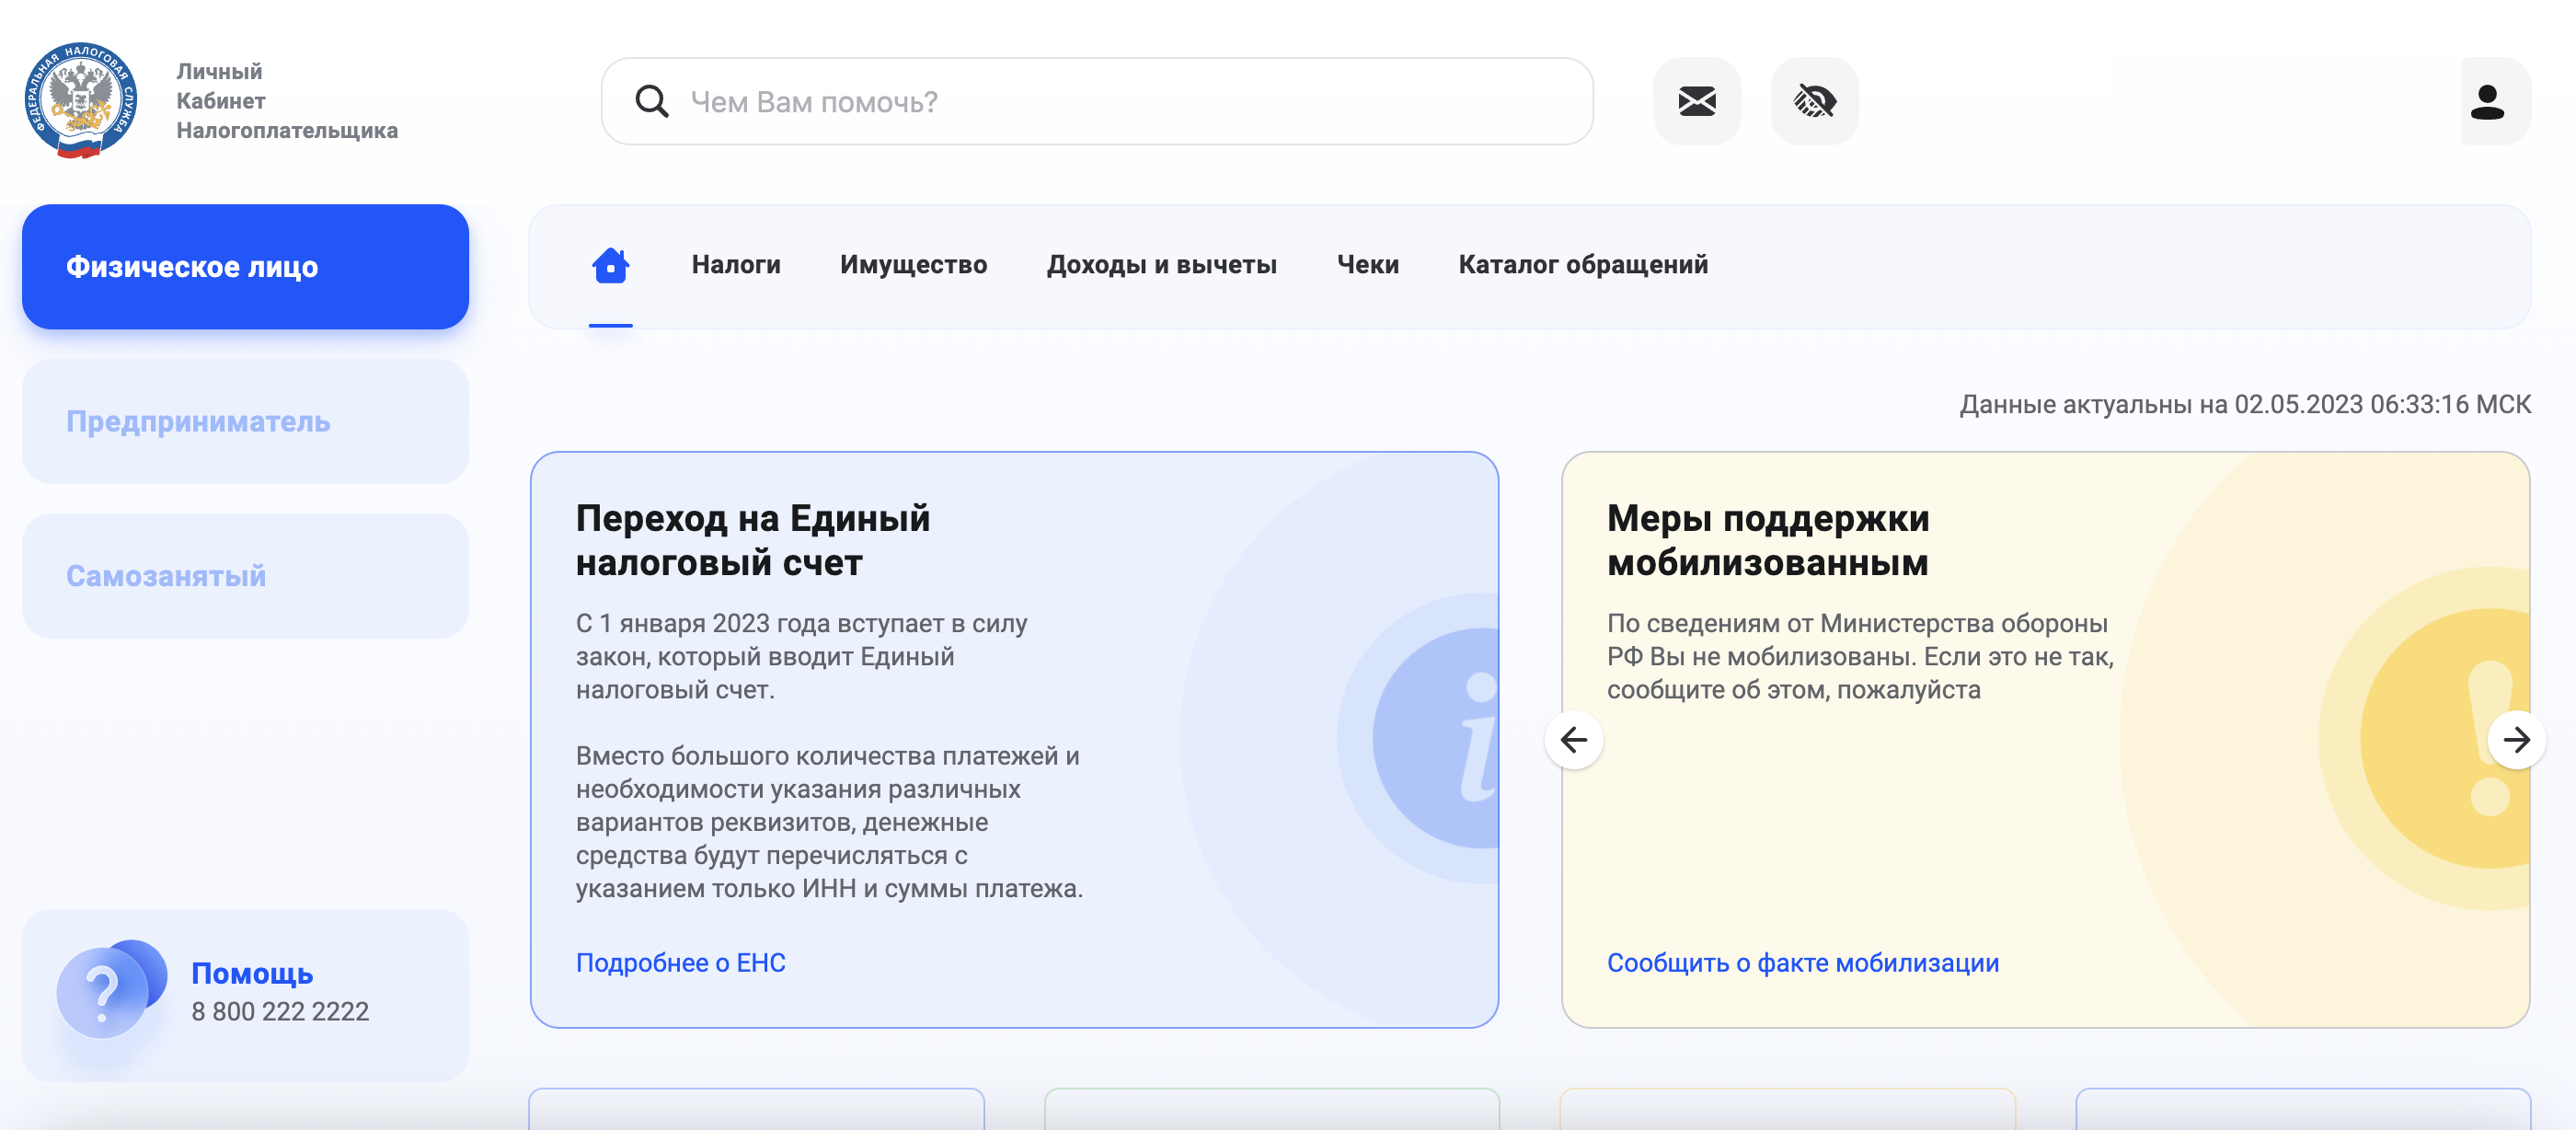 ФЕДЕРАЛЬНАЯ НАЛОГОВАЯ СЛУЖБА
Личный
Кабинет
Налогоплательщика
Чем Вам помочь?
Физическое лицо
Предприниматель
Самозанятый
Помощь
8 800 222 2222
Налоги
Имущество
Доходы и вычеты
Чеки
Каталог обращений
Данные актуальны на 02.05.2023 06:33:16 МСК
Переход на Единый
налоговый счет
С 1 января 2023 года вступает в силу
закон, который вводит Единый
налоговый счет.
Вместо большого количества платежей и
необходимости указания различных
вариантов реквизитов, денежные
средства будут перечисляться с
указанием только ИНН и суммы платежа.
Подробнее о ЕНС
Меры поддержки
мобилизованным
По сведениям от Министерства обороны
РФ Вы не мобилизованы. Если это не так,
сообщите об этом, пожалуйста
Сообщить о факте мобилизации